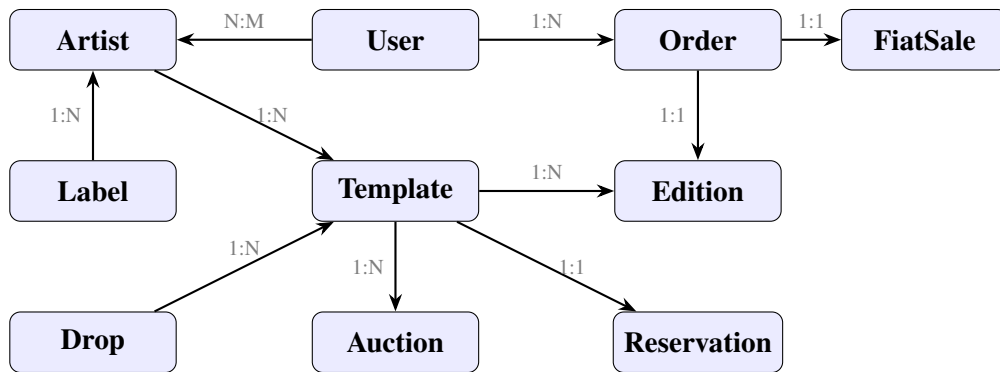 Artist
N:M
User
1:N
Order
1:1
FiatSale
1:N
1:N
1:1
Label
Template
1:N
Edition
1:N
1:N
1:1
Drop
Auction
Reservation